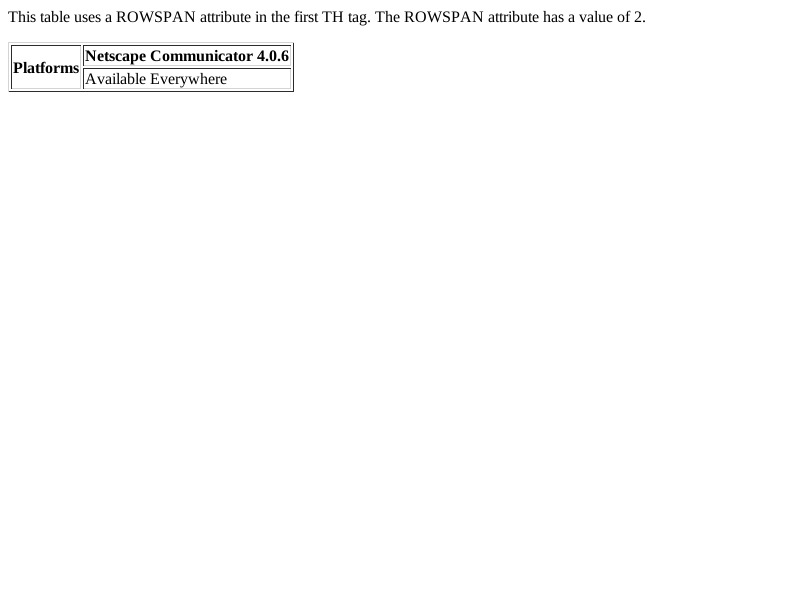 This table uses a ROWSPAN attribute in the first TH tag. The ROWSPAN attribute has a value of 2.
Platforms
Netscape Communicator 4.0.6
Available Everywhere